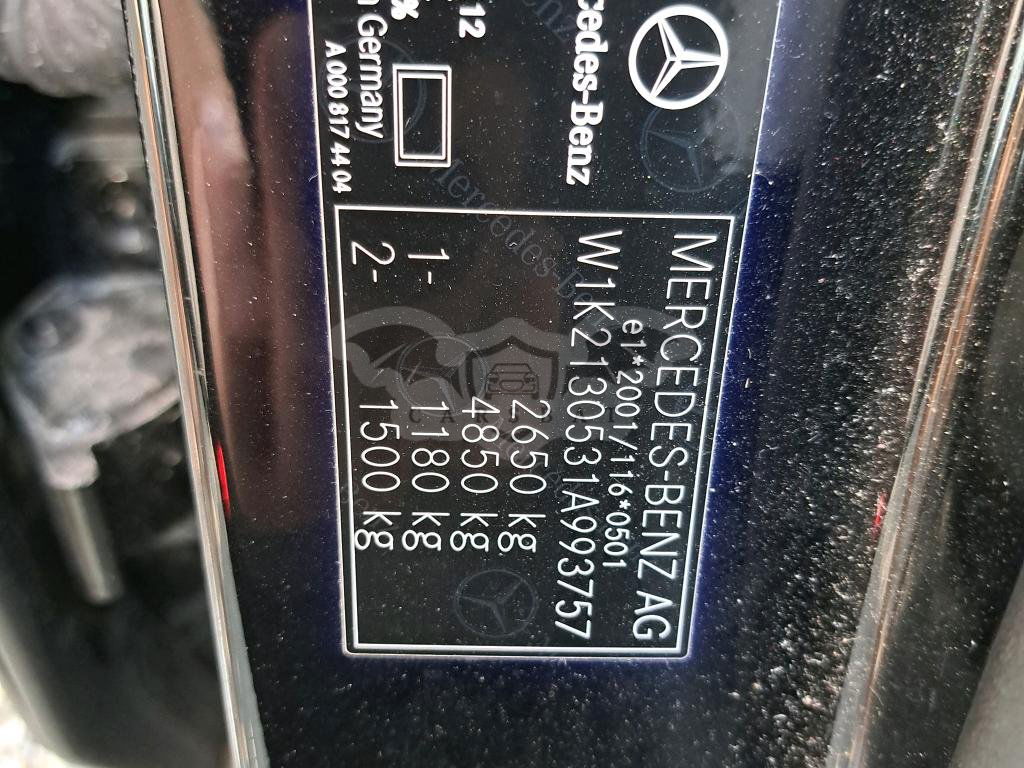 cedes-Benz
12
%
n Germany
A 000 817 44 04
MERCEDES-BENZ AG
e1*2001/116*0501
W1K2130531A993757
2650 kg
4850 kg
1- 1180 kg
2- 1500 kg